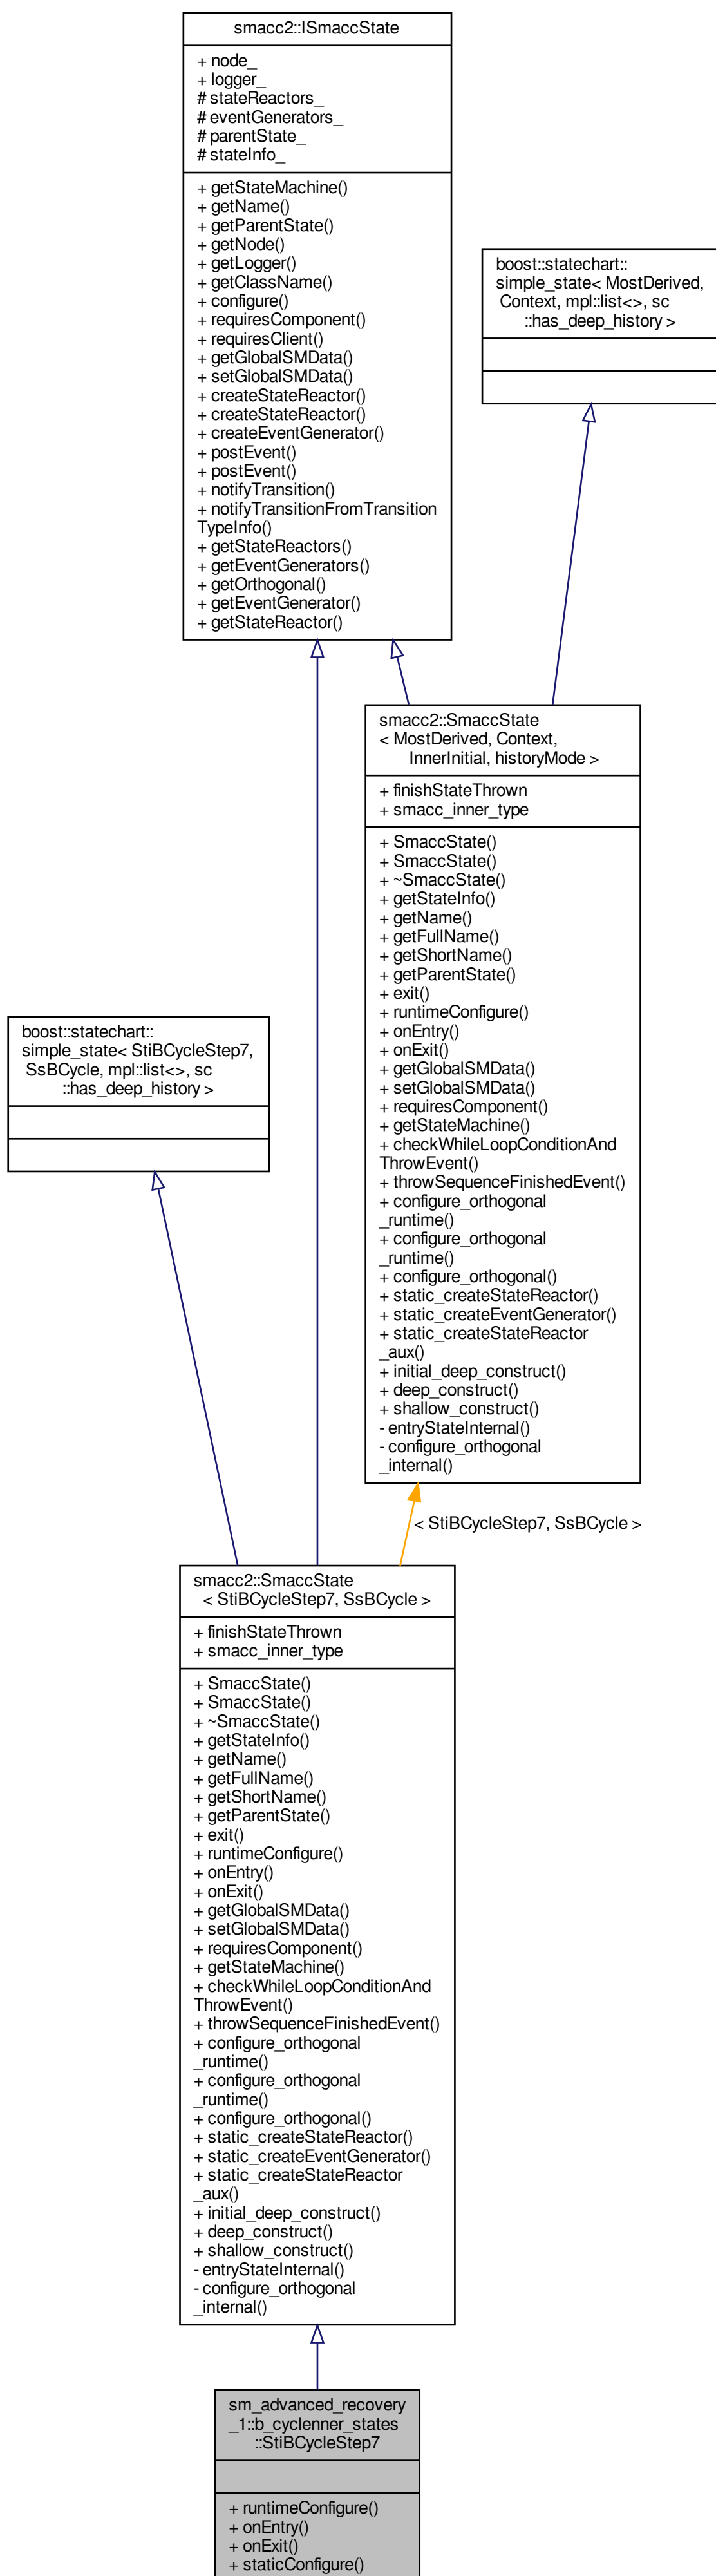 smacc2::ISmaccState
+ node_
+ logger_
# stateReactors_
# eventGenerators_
# parentState_
# stateInfo_
+ getStateMachine()
+ getName()
+ getParentState()
+ getNode()
+ getLogger()
+ getClassName()
+ configure()
+ requiresComponent()
+ requiresClient()
+ getGlobalSMData()
+ setGlobalSMData()
+ createStateReactor()
+ createStateReactor()
+ createEventGenerator()
+ postEvent()
+ postEvent()
+ notifyTransition()
+ notifyTransitionFromTransition
TypeInfo()
+ getStateReactors()
+ getEventGenerators()
+ getOrthogonal()
+ getEventGenerator()
+ getStateReactor()
boost::statechart::
simple_state< MostDerived,
Context, mpl::list<>, sc
::has_deep_history >
smacc2::SmaccState
< MostDerived, Context,
InnerInitial, historyMode >
+ finishStateThrown
+ smacc_inner_type
+ SmaccState()
+ SmaccState()
+ ~SmaccState()
+ getStateInfo()
+ getName()
+ getFullName()
+ getShortName()
+ getParentState()
+ exit()
+ runtimeConfigure()
+ onEntry()
+ onExit()
+ getGlobalSMData()
+ setGlobalSMData()
+ requiresComponent()
+ getStateMachine()
+ checkWhileLoopConditionAnd
ThrowEvent()
+ throwSequenceFinishedEvent()
+ configure_orthogonal
_runtime()
+ configure_orthogonal
_runtime()
+ configure_orthogonal()
+ static_createStateReactor()
+ static_createEventGenerator()
+ static_createStateReactor
_aux()
+ initial_deep_construct()
+ deep_construct()
+ shallow_construct()
- entryStateInternal()
- configure_orthogonal
_internal()
boost::statechart::
simple_state< StiBCycleStep7,
SsBCycle, mpl::list<>, sc
::has_deep_history >
< StiBCycleStep7, SsBCycle >
smacc2::SmaccState
< StiBCycleStep7, SsBCycle >
+ finishStateThrown
+ smacc_inner_type
+ SmaccState()
+ SmaccState()
+ ~SmaccState()
+ getStateInfo()
+ getName()
+ getFullName()
+ getShortName()
+ getParentState()
+ exit()
+ runtimeConfigure()
+ onEntry()
+ onExit()
+ getGlobalSMData()
+ setGlobalSMData()
+ requiresComponent()
+ getStateMachine()
+ checkWhileLoopConditionAnd
ThrowEvent()
+ throwSequenceFinishedEvent()
+ configure_orthogonal
_runtime()
+ configure_orthogonal
_runtime()
+ configure_orthogonal()
+ static_createStateReactor()
+ static_createEventGenerator()
+ static_createStateReactor
_aux()
+ initial_deep_construct()
+ deep_construct()
+ shallow_construct()
- entryStateInternal()
- configure_orthogonal
_internal()
sm_advanced_recovery
_1::b_cyclenner_states
::StiBCycleStep7
+ runtimeConfigure()
+ onEntry()
+ onExit()
+ staticConfigure()